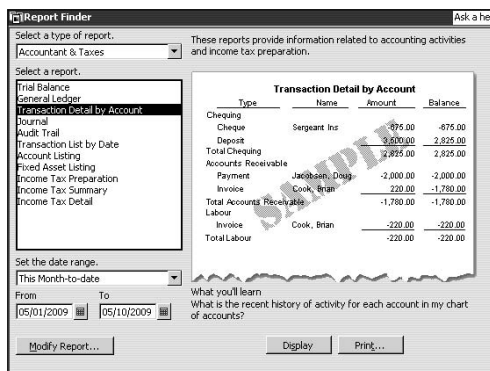 Report Finder
Ask a he
Select a type of report.
Accountant & Taxes
Select a report.
Trial Balance
General Ledger
Transaction Detail by Account
Journal
Audit Trail
Transaction List by Date
Account Listing
Fixed Asset Listing
Income Tax Preparation
Income Tax Summary
Income Tax Detail
Set the date range.
This Month-to-date
From To
05/01/2009 05/10/2009
Modify Report...
These reports provide information related to accounting activities
and income tax preparation.
Transaction Detail by Account
Type Name Amount Balance
Chequing
Cheque Sergeant Ins -675.00 -675.00
Deposit 3,500.00 2,825.00
Total Chequing 2,825.00 2,825.00
Accounts Receivable
Payment Jacobsen, Doug -2,000.00 -2,000.00
Invoice Cook, Brian 220.00 -1,780.00
Total Accounts Receivable -1,780.00 -1,780.00
Labour
Invoice Cook, Brian -220.00 -220.00
Total Labour -220.00 -220.00
SAMPLE
What you'll learn
What is the recent history of activity for each account in my chart
of accounts?
Display Print...